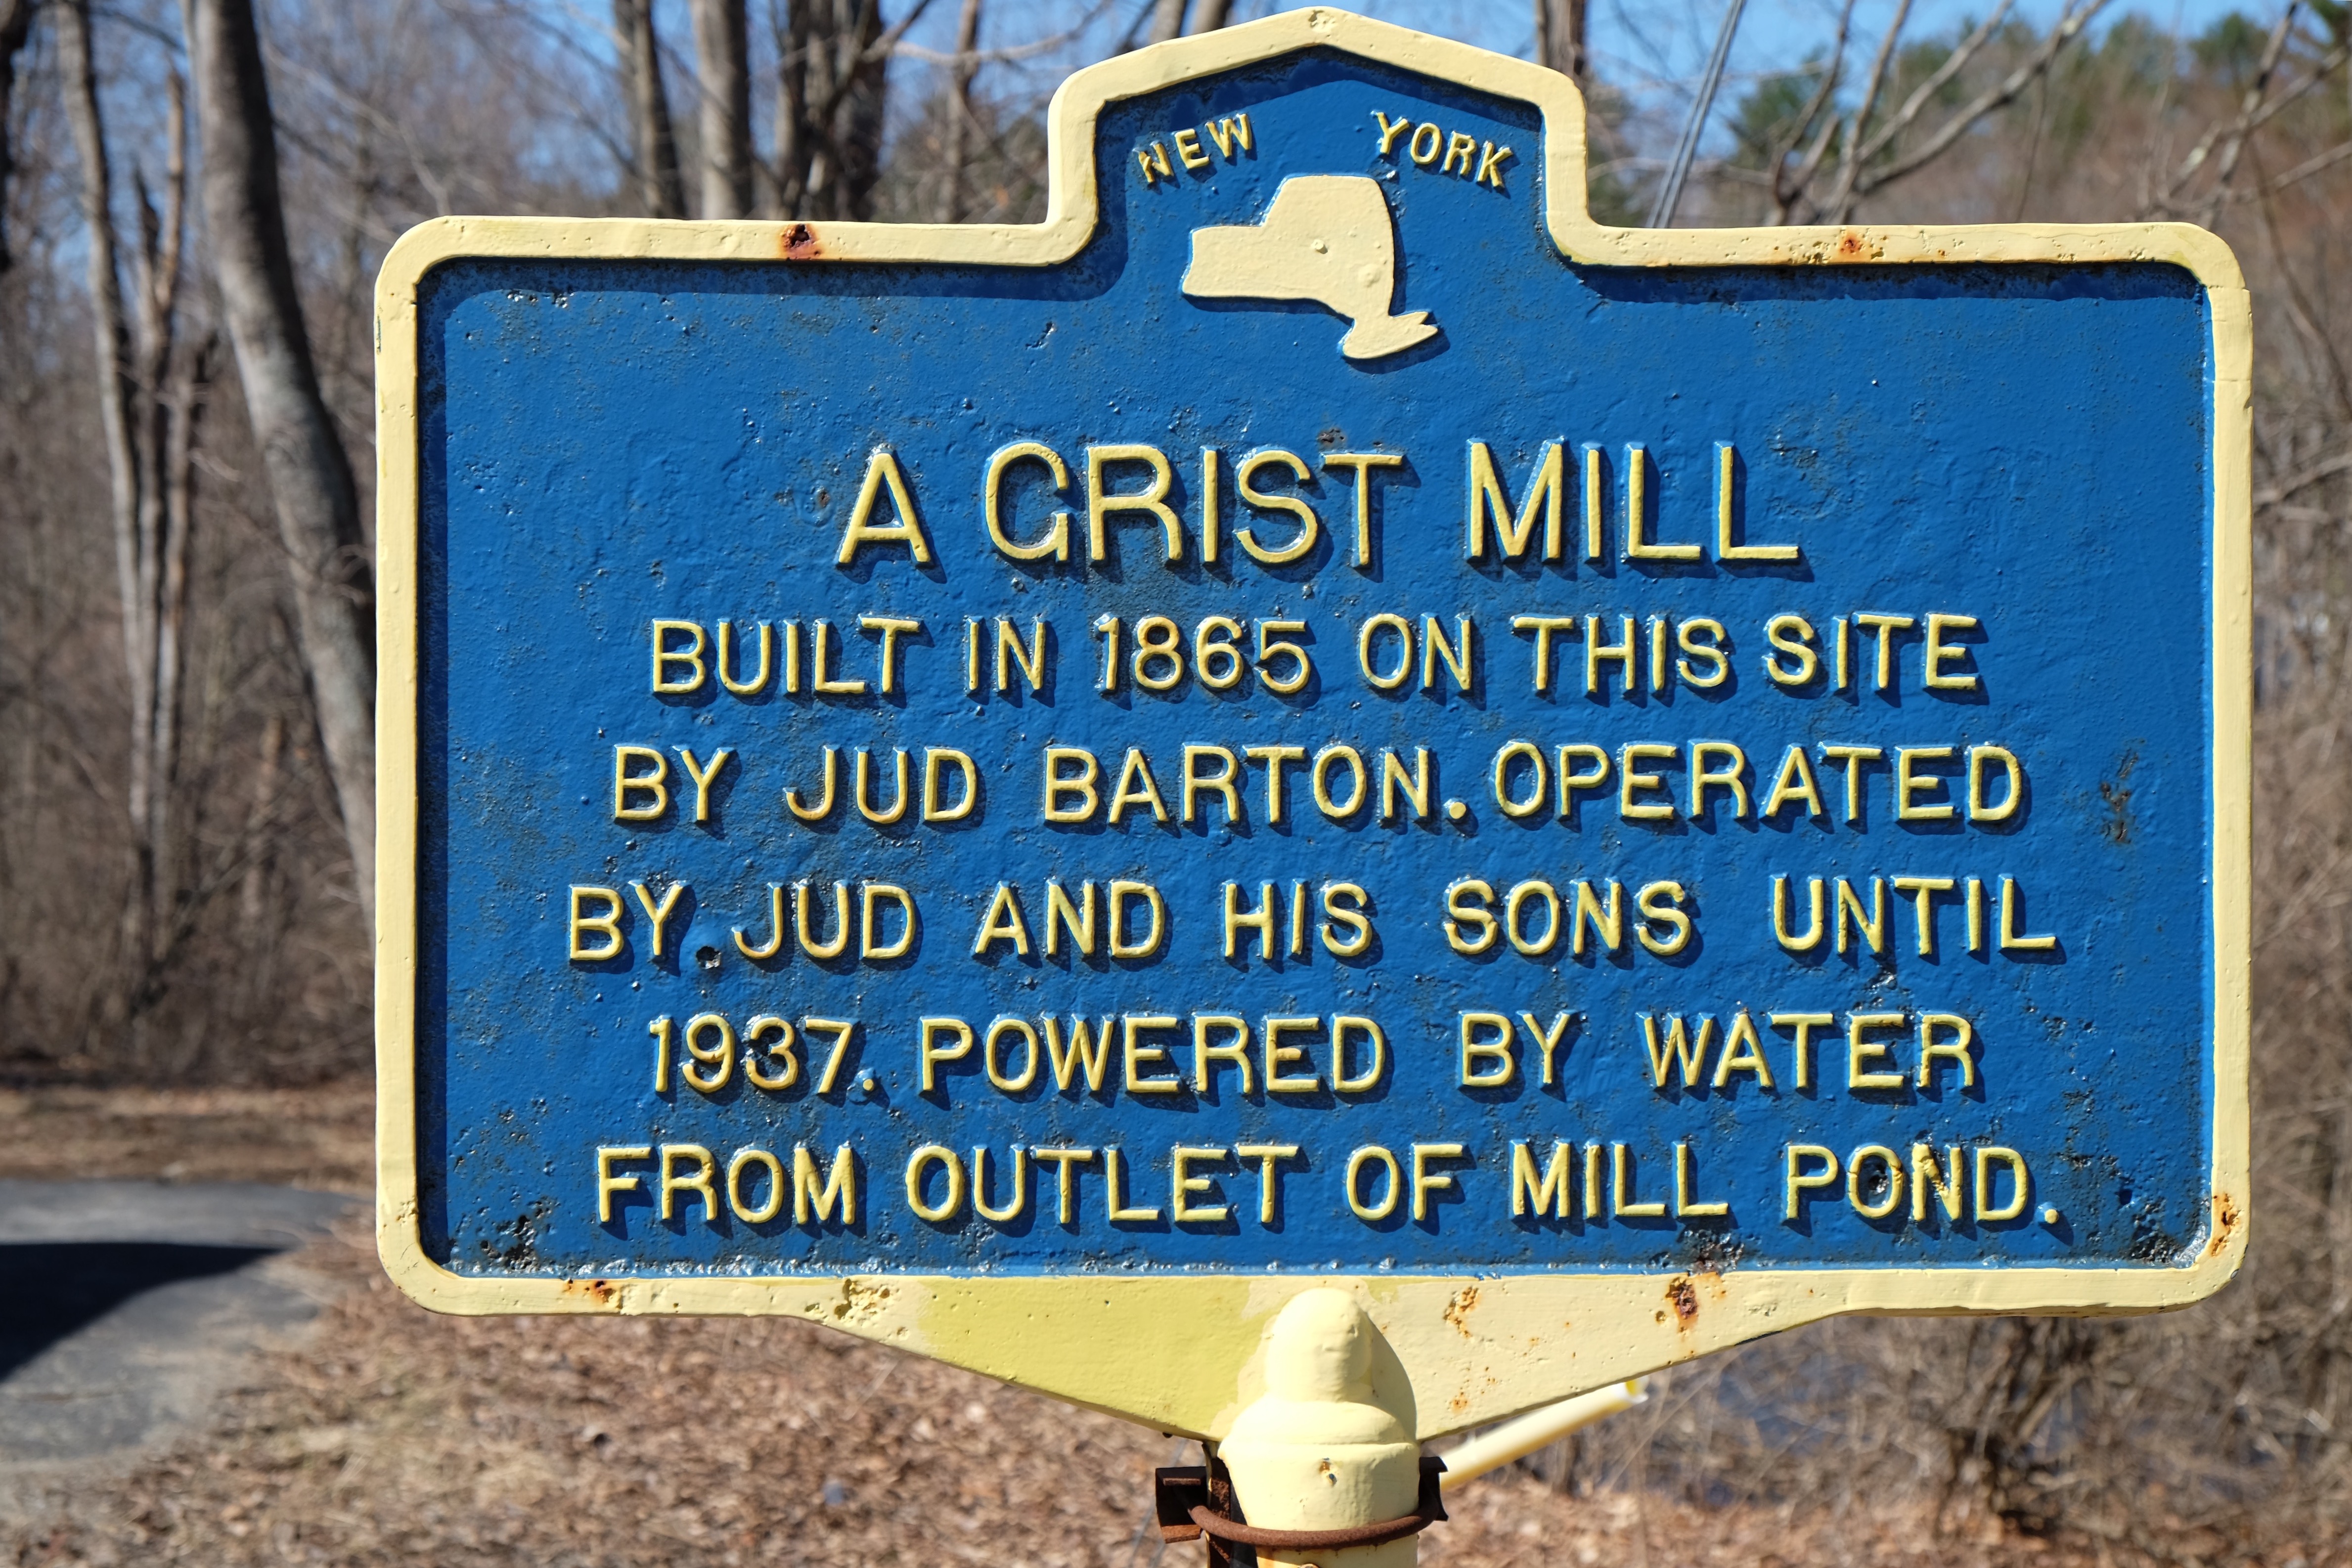 NEW YORK
A GRIST MILL
BUILT IN 1865 ON THIS SITE
BY JUD BARTON. OPERATED
BY JUD AND HIS SONS UNTIL
1937. POWERED BY WATER
FROM OUTLET OF MILL POND.